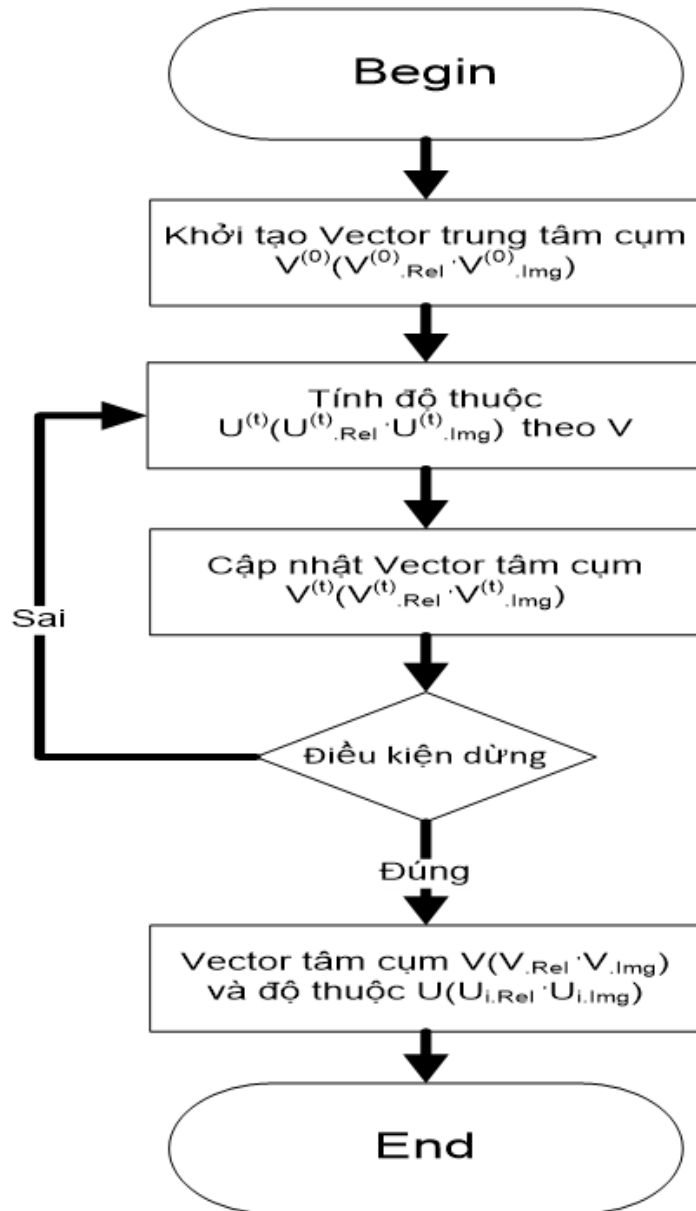 Begin
Khởi tạo Vector trung tâm cụm
V⁽⁰⁾(V⁽⁰⁾.Rel, V⁽⁰⁾.Img)
Tính độ thuộc
U⁽ᵗ⁾(U⁽ᵗ⁾.Rel, U⁽ᵗ⁾.Img) theo V
Cập nhật Vector tâm cụm
V⁽ᵗ⁾(V⁽ᵗ⁾.Rel, V⁽ᵗ⁾.Img)
Sai
Điều kiện dừng
Đúng
Vector tâm cụm V(V.Rel, V.Img)
và độ thuộc U(Ui.Rel, Ui.Img)
End